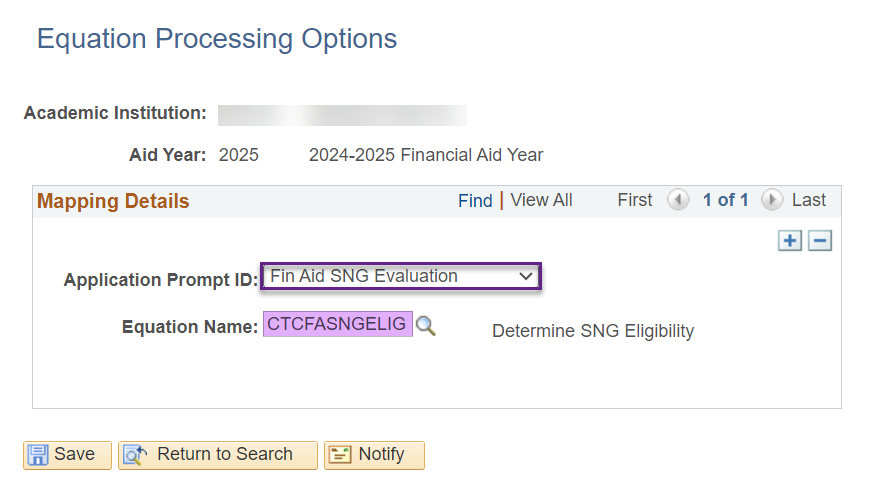 Equation Processing Options
Academic Institution:
Aid Year: 2025 2024-2025 Financial Aid Year
Mapping Details Find | View All First 1 of 1 Last
Application Prompt ID: Fin Aid SNG Evaluation
Equation Name: CTCFASNGELIG Determine SNG Eligibility
Save Return to Search Notify